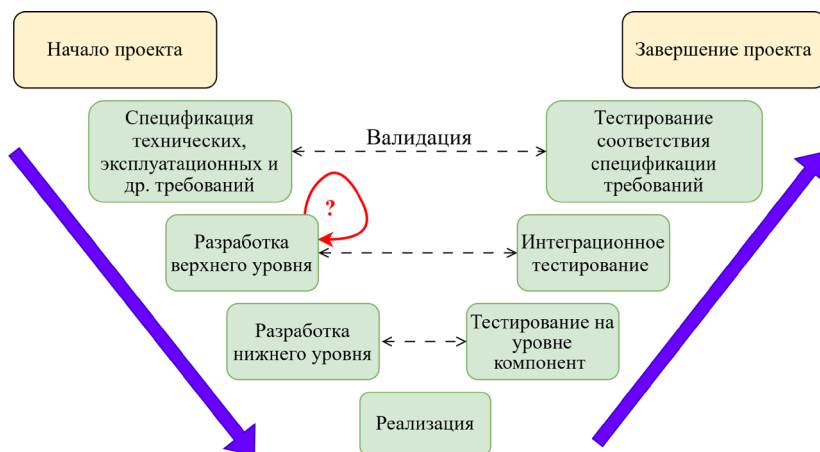 Начало проекта
Завершение проекта
Спецификация
технических,
эксплуатационных и
др. требований
Валидация
Тестирование
соответствия
спецификации
требований
?
Разработка
верхнего уровня
Интеграционное
тестирование
Разработка
нижнего уровня
Тестирование на
уровне
компонент
Реализация